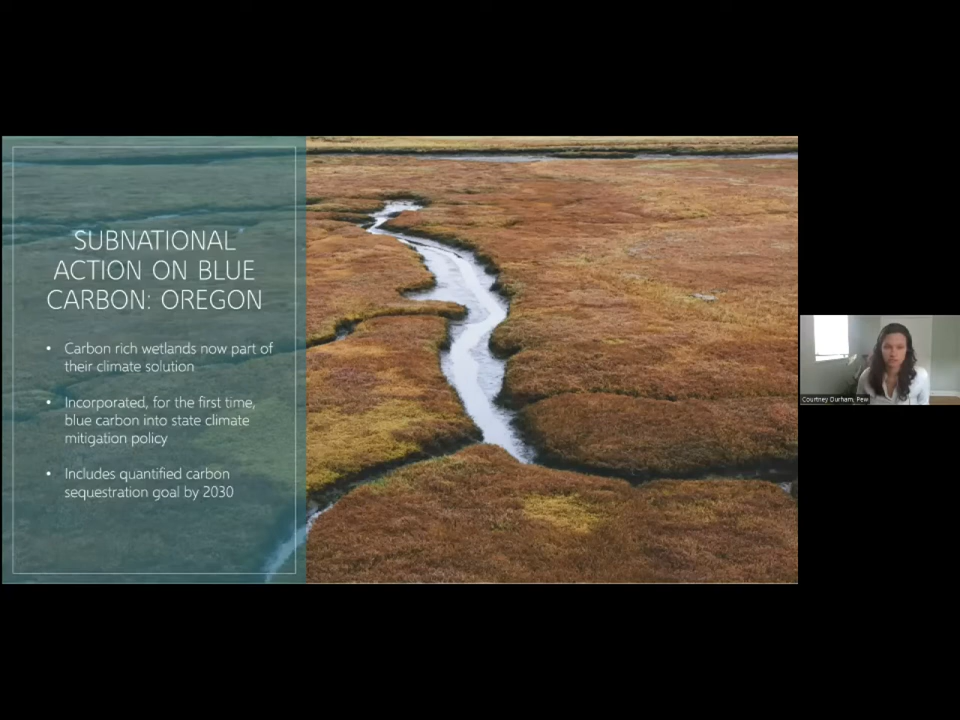 SUBNATIONAL
ACTION ON BLUE
CARBON: OREGON
• Carbon rich wetlands now part of
their climate solution
• Incorporated, for the first time,
blue carbon into state climate
mitigation policy
• Includes quantified carbon
sequestration goal by 2030
Courtney Durham, Pew